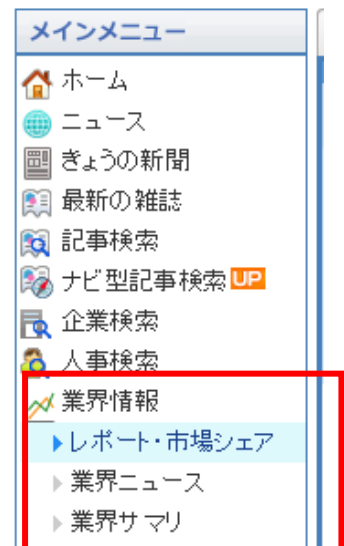 メインメニュー
ホーム
ニュース
きょうの新聞
最新の雑誌
記事検索
ナビ型記事検索 UP
企業検索
人事検索
業界情報
レポート・市場シェア
業界ニュース
業界サマリ